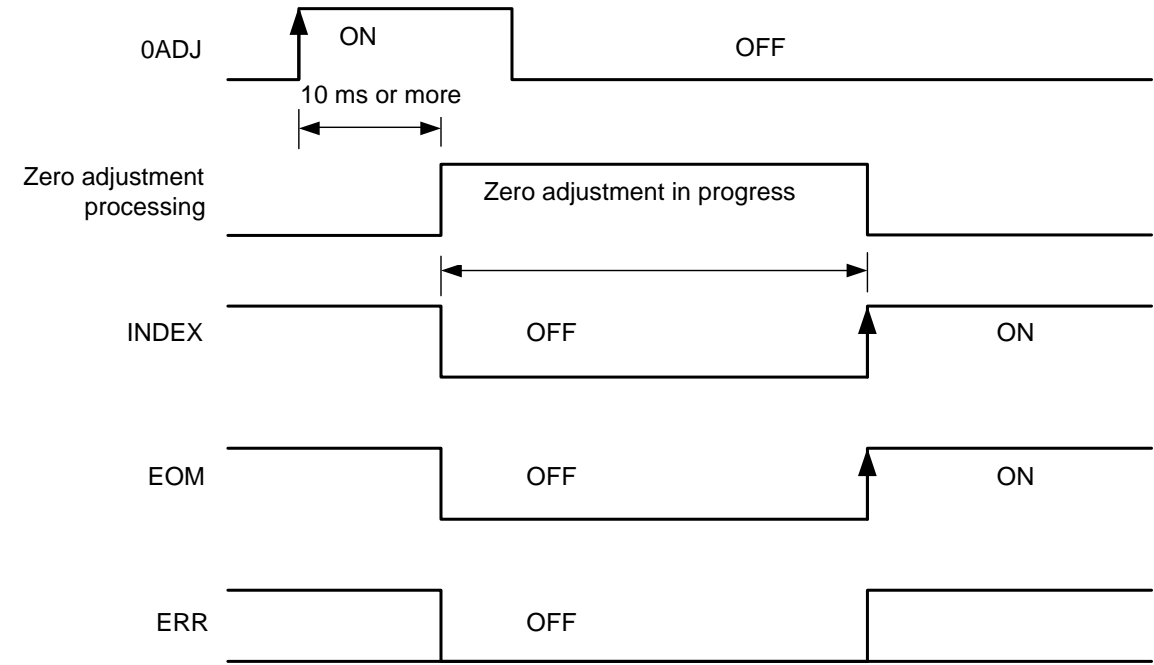 0ADJ
ON
OFF
10 ms or more
Zero adjustment
processing
Zero adjustment in progress
INDEX
OFF
ON
EOM
OFF
ON
ERR
OFF